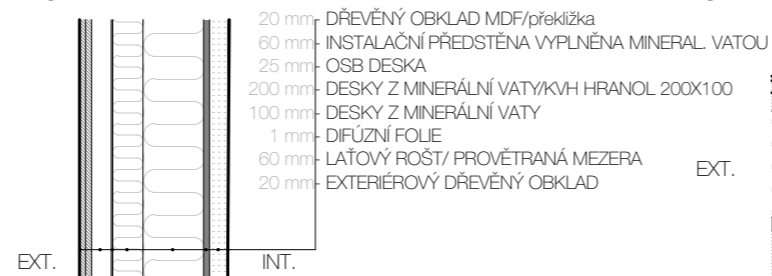 20 mm DŘEVĚNÝ OBKLAD MDF/překližka
60 mm INSTALAČNÍ PŘEDSTĚNA VYPLNĚNA MINERAL. VATOU
25 mm OSB DESKA
200 mm DESKY Z MINERÁLNÍ VATY/KVH HRANOL 200X100
100 mm DESKY Z MINERÁLNÍ VATY
1 mm DIFÚZNÍ FOLIE
60 mm LAŤOVÝ ROŠT/ PROVĚTRANÁ MEZERA
20 mm EXTERIÉROVÝ DŘEVĚNÝ OBKLAD
EXT.
EXT.
INT.